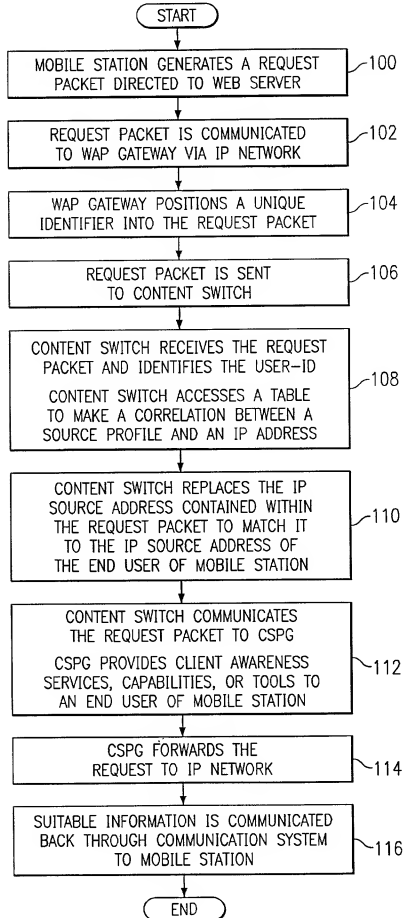 START
MOBILE STATION GENERATES A REQUEST
PACKET DIRECTED TO WEB SERVER
100
REQUEST PACKET IS COMMUNICATED
TO WAP GATEWAY VIA IP NETWORK
102
WAP GATEWAY POSITIONS A UNIQUE
IDENTIFIER INTO THE REQUEST PACKET
104
REQUEST PACKET IS SENT
TO CONTENT SWITCH
106
CONTENT SWITCH RECEIVES THE REQUEST
PACKET AND IDENTIFIES THE USER-ID
CONTENT SWITCH ACCESSES A TABLE
TO MAKE A CORRELATION BETWEEN A
SOURCE PROFILE AND AN IP ADDRESS
108
CONTENT SWITCH REPLACES THE IP
SOURCE ADDRESS CONTAINED WITHIN
THE REQUEST PACKET TO MATCH IT
TO THE IP SOURCE ADDRESS OF
THE END USER OF MOBILE STATION
110
CONTENT SWITCH COMMUNICATES
THE REQUEST PACKET TO CSPG
CSPG PROVIDES CLIENT AWARENESS
SERVICES, CAPABILITIES, OR TOOLS TO
AN END USER OF MOBILE STATION
112
CSPG FORWARDS THE
REQUEST TO IP NETWORK
114
SUITABLE INFORMATION IS COMMUNICATED
BACK THROUGH COMMUNICATION SYSTEM
TO MOBILE STATION
116
END